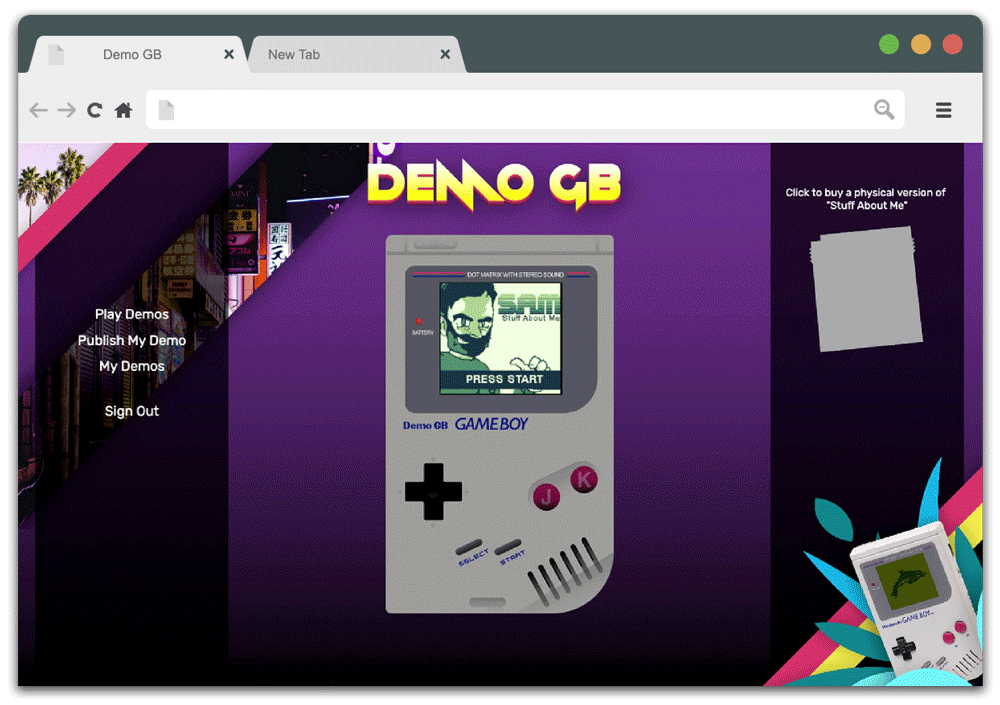 Demo GB
New Tab
DEMO GB
Click to buy a physical version of
"Stuff About Me"
Play Demos
Publish My Demo
My Demos
Sign Out
DOT MATRIX WITH STEREO SOUND
BATTERY
SAM
Stuff About Me
PRESS START
Demo GB GAME BOY
J
K
SELECT
START
Nintendo GAME BOY